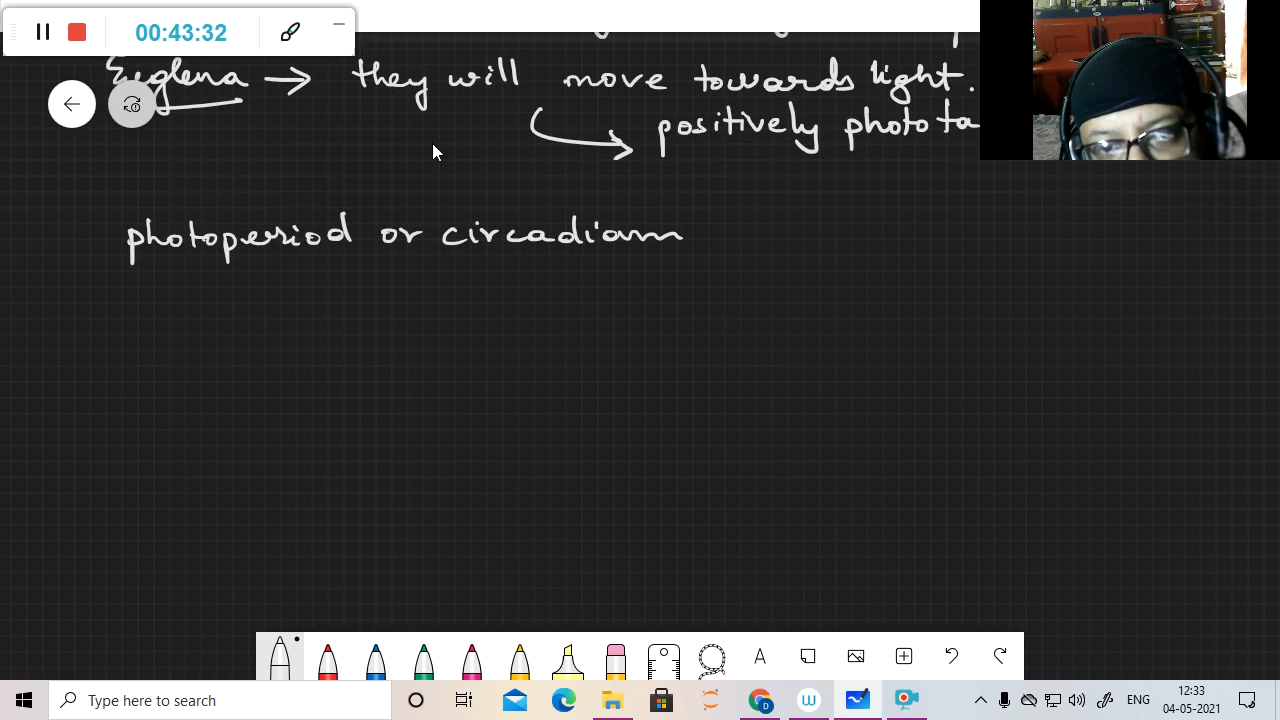 00:43:32
Euglena → they will move towards light.
positively photota
photoperiod or circadiam
A
Type here to search
ENG
12:33
04-05-2021